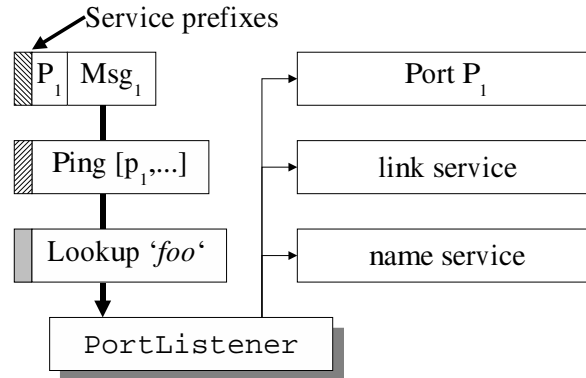 Service prefixes
P1 Msg1 Port P1
Ping [p1,...] link service
Lookup ‘foo‘ name service
PortListener